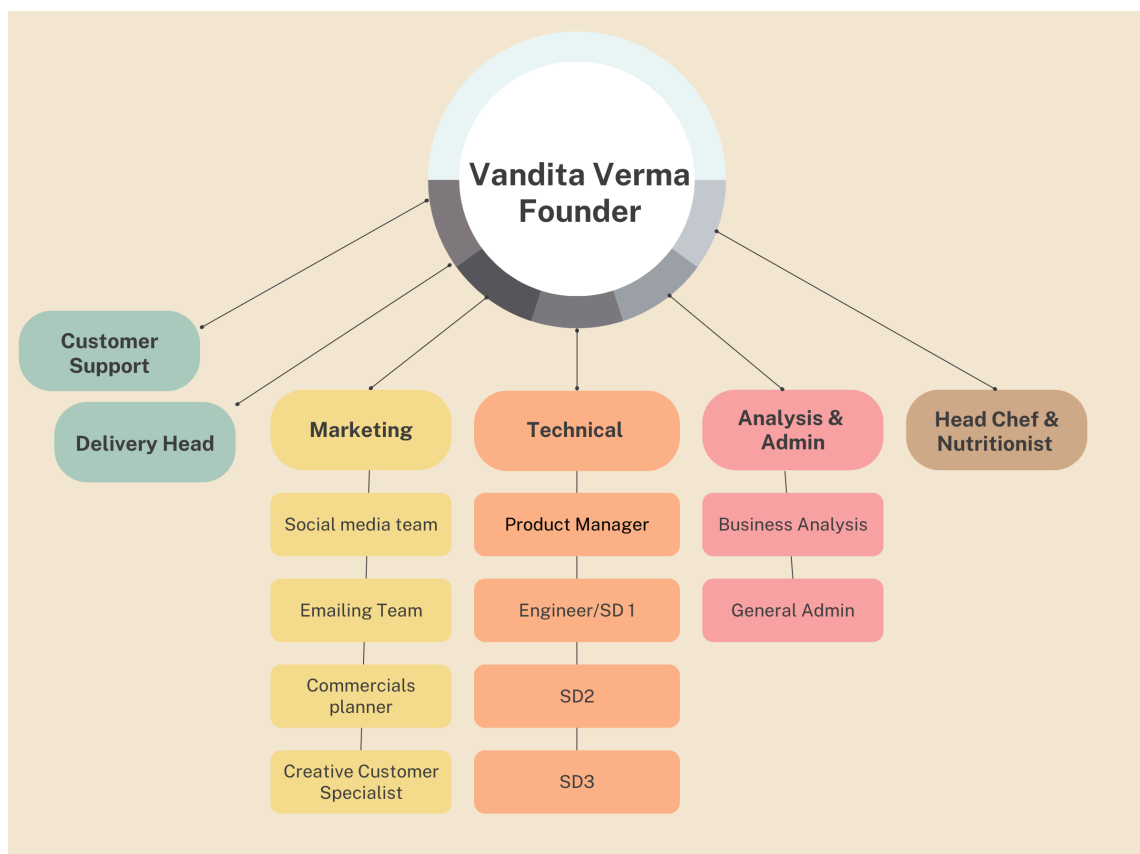 Vandita Verma
Founder
Customer
Support
Delivery Head
Marketing
Social media team
Emailing Team
Commercials
planner
Creative Customer
Specialist
Technical
Product Manager
Engineer/SD 1
SD2
SD3
Analysis &
Admin
Business Analysis
General Admin
Head Chef &
Nutritionist